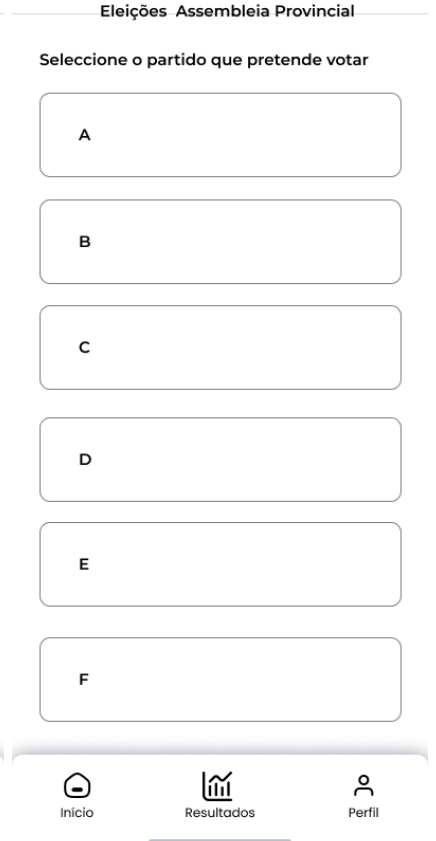 Eleições Assembleia Provincial
Seleccione o partido que pretende votar
A
B
C
D
E
F
Início Resultados Perfil